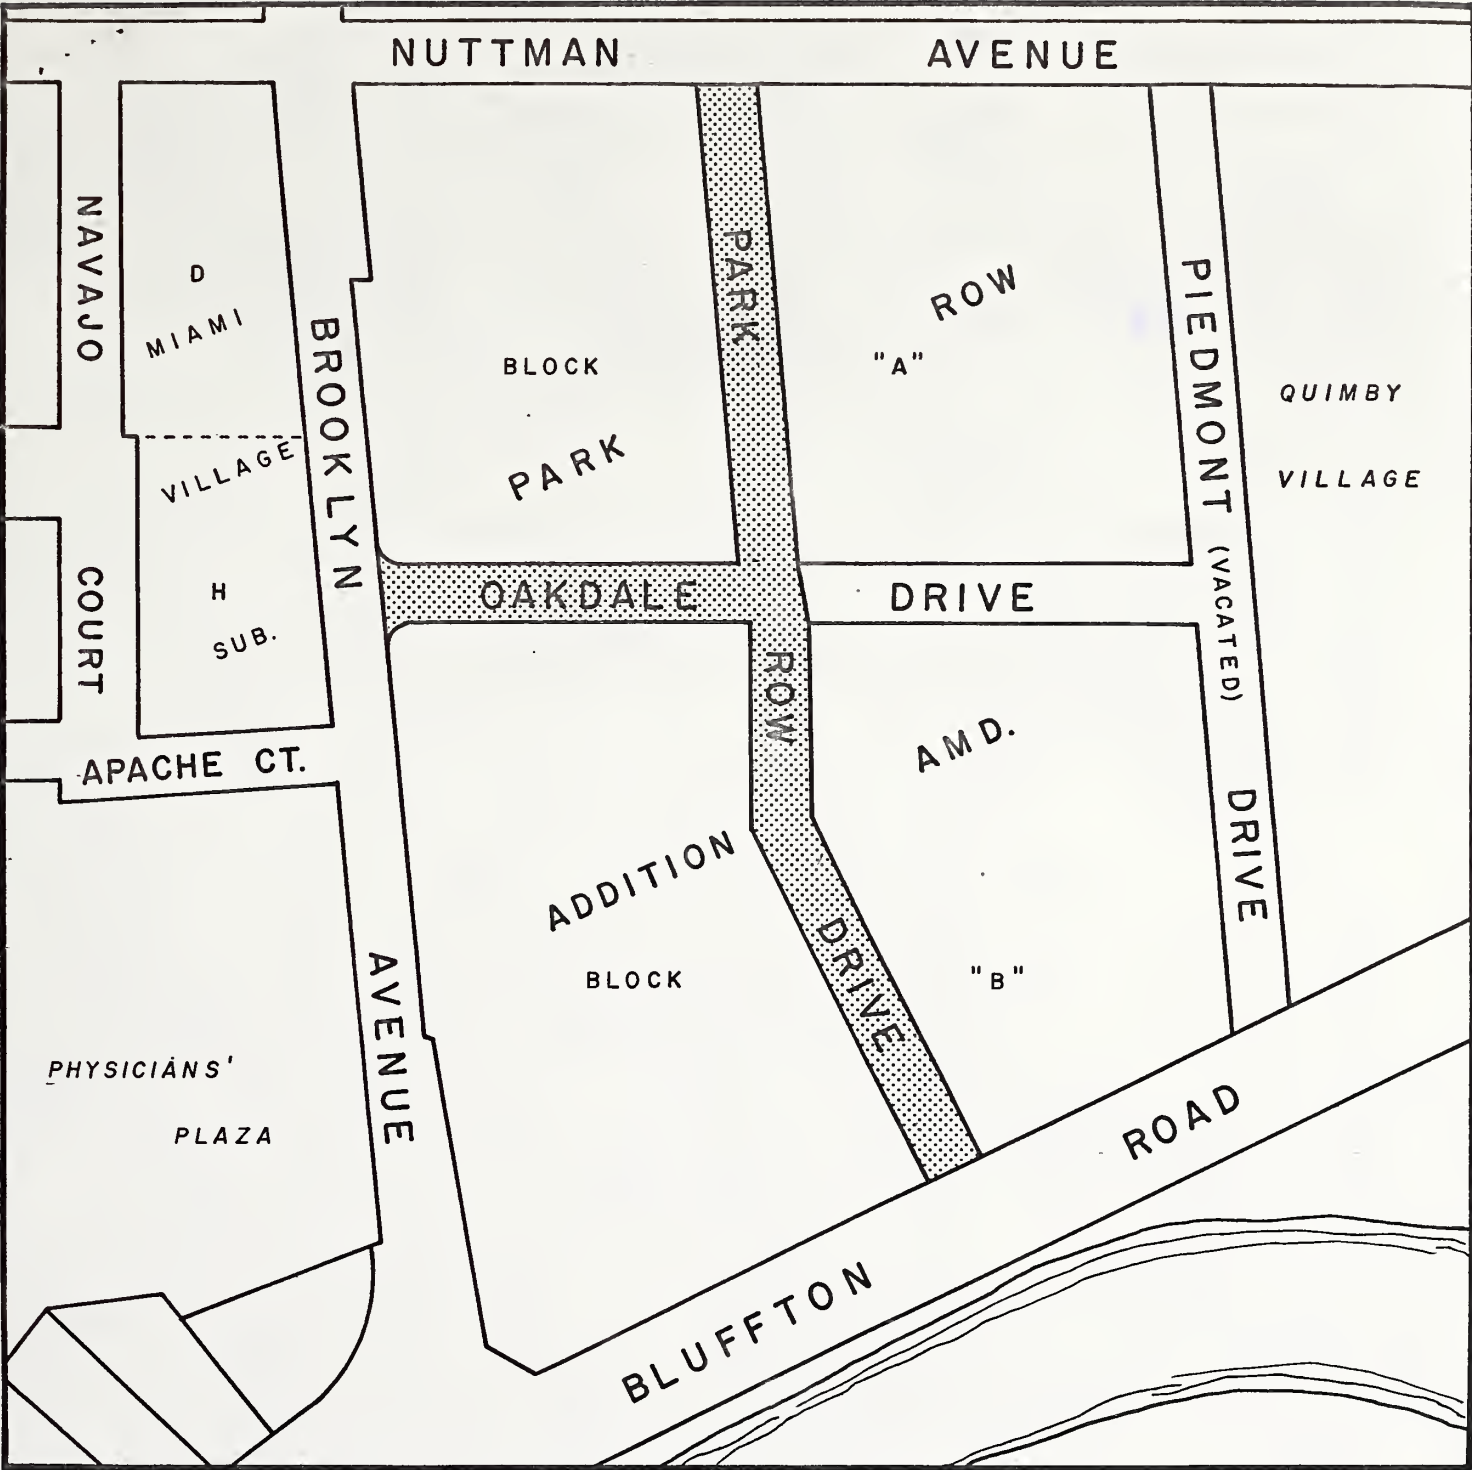 NUTTMAN AVENUE
NAVAJO COURT
D
MIAMI
VILLAGE
H
SUB.
BROOKLYN AVENUE
APACHE CT.
BLOCK "A"
PARK ROW
ADDITION AMD.
BLOCK "B"
PARK ROW DRIVE
OAKDALE DRIVE
PIEDMONT (VACATED) DRIVE
QUIMBY
VILLAGE
PHYSICIANS'
PLAZA
BLUFFTON ROAD